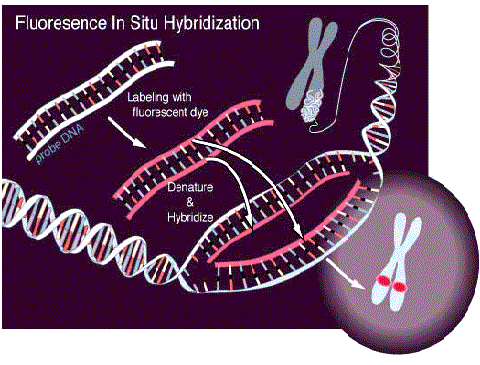 Fluoresence In Situ Hybridization
Labeling with
fluorescent dye
probe DNA
Denature
&
Hybridize